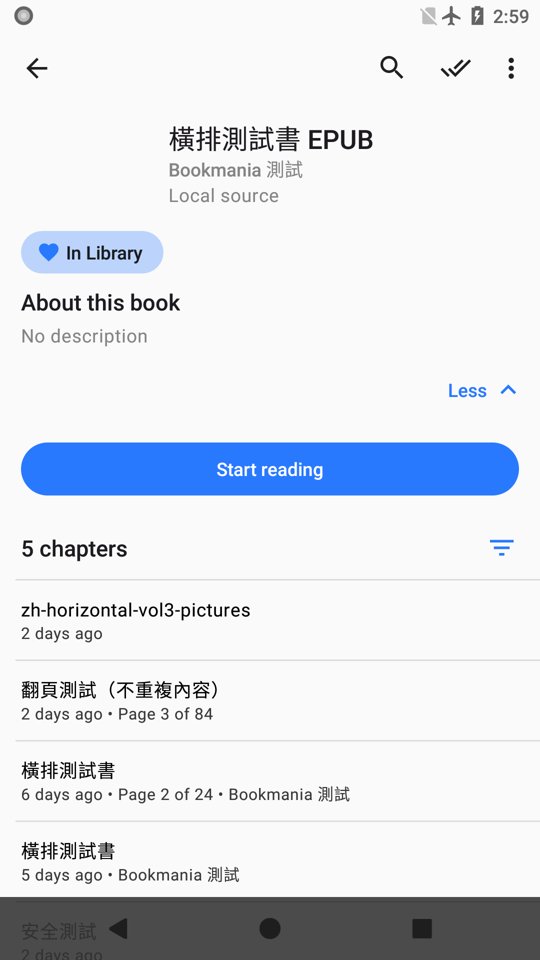 2:59
橫排測試書 EPUB
Bookmania 測試
Local source
In Library
About this book
No description
Less
Start reading
5 chapters
zh-horizontal-vol3-pictures
2 days ago
翻頁測試（不重複內容）
2 days ago • Page 3 of 84
橫排測試書
6 days ago • Page 2 of 24 • Bookmania 測試
橫排測試書
5 days ago • Bookmania 測試
安全測試
2 days ago